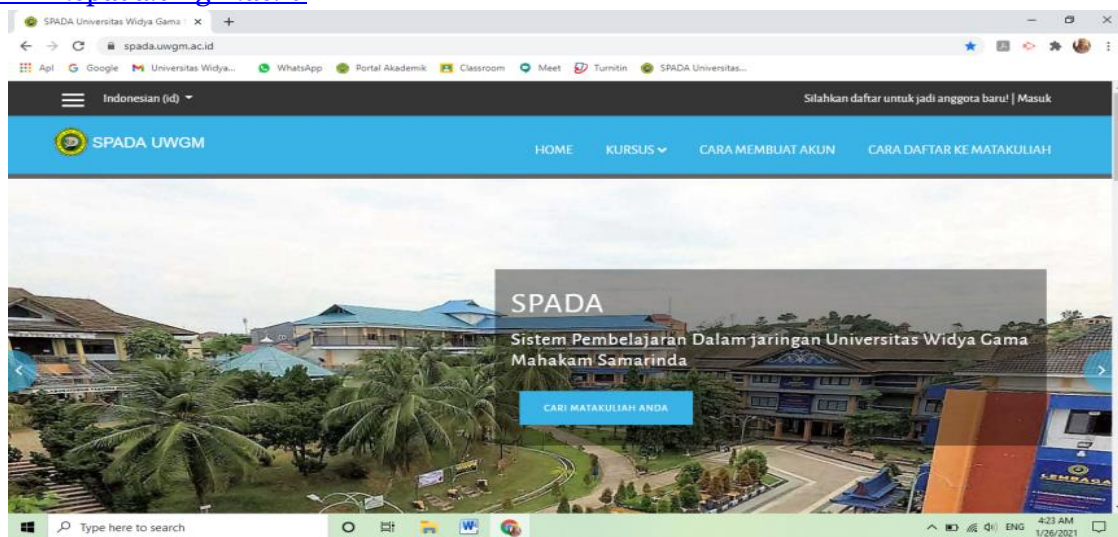 SPADA Universitas Widya Gama
spada.uwgm.ac.id
Apl Google Universitas Widya... WhatsApp Portal Akademik Classroom Meet Turnitin SPADA Universitas...
Indonesian (id) Silahkan daftar untuk jadi anggota baru! | Masuk
SPADA UWGM HOME KURSUS CARA MEMBUAT AKUN CARA DAFTAR KE MATAKULIAH
SPADA
Sistem Pembelajaran Dalam jaringan Universitas Widya Gama
Mahakam Samarinda
CARI MATAKULIAH ANDA
LEMBAGA
Type here to search ENG 4:23 AM
1/26/2021